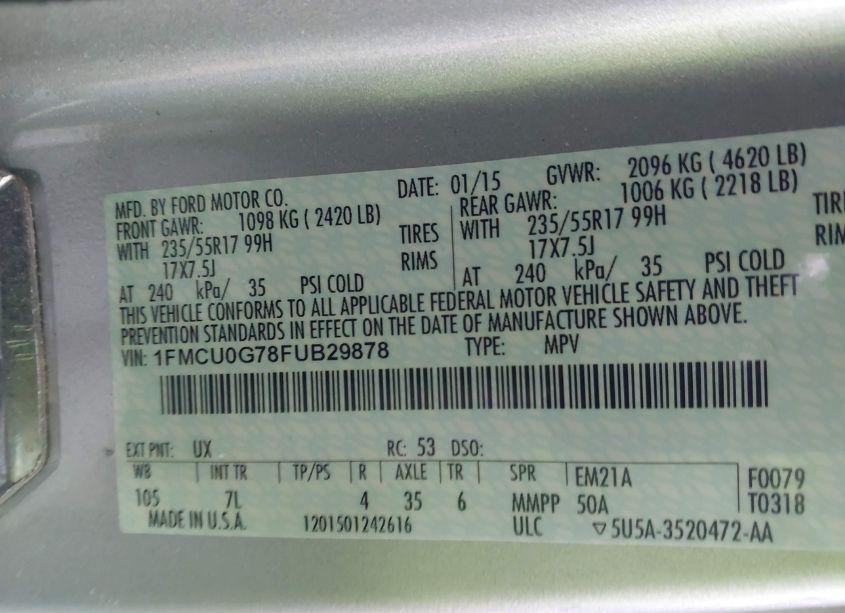 MFD. BY FORD MOTOR CO. DATE: 01/15 GVWR: 2096 KG ( 4620 LB)
FRONT GAWR: 1098 KG ( 2420 LB) REAR GAWR: 1006 KG ( 2218 LB)
WITH 235/55R17 99H TIRES WITH 235/55R17 99H TIRE
17X7.5J RIMS 17X7.5J RIM
AT 240 kPa/ 35 PSI COLD AT 240 kPa/ 35 PSI COLD
THIS VEHICLE CONFORMS TO ALL APPLICABLE FEDERAL MOTOR VEHICLE SAFETY AND THEFT
PREVENTION STANDARDS IN EFFECT ON THE DATE OF MANUFACTURE SHOWN ABOVE.
VIN: 1FMCU0G78FUB29878 TYPE: MPV
EXT PNT: UX RC: 53 DSO:
WB INT TR TP/PS R AXLE TR SPR EM21A F0079
105 7L 4 35 6 MMPP 50A T0318
MADE IN U.S.A. 1201501242616 ULC ▽5U5A-3520472-AA